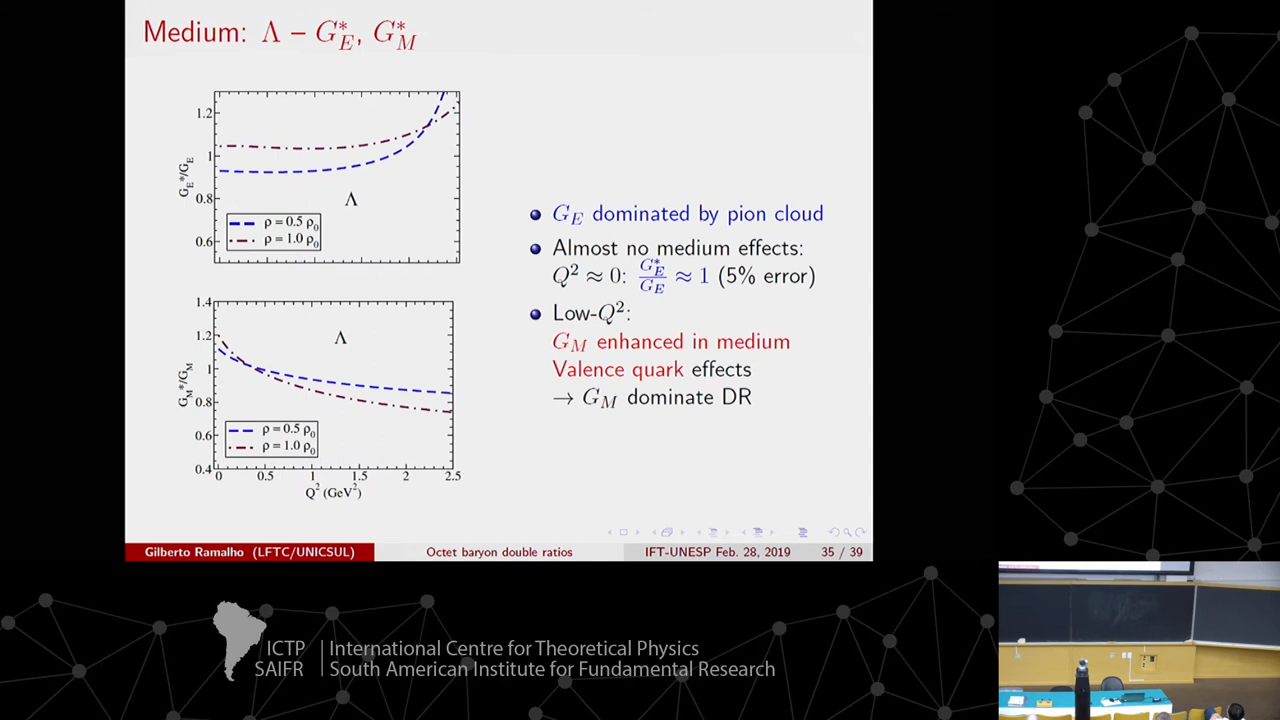 Medium: Λ – G*_E, G*_M
1.2
1
0.8
0.6
G_E*/G_E
Λ
ρ = 0.5 ρ_0
ρ = 1.0 ρ_0
1.4
1.2
1
0.8
0.6
0.4
G_M*/G_M
Λ
ρ = 0.5 ρ_0
ρ = 1.0 ρ_0
0 0.5 1 1.5 2 2.5
Q² (GeV²)
G_E dominated by pion cloud
Almost no medium effects:
Q² ≈ 0: G*_E/G_E ≈ 1 (5% error)
Low-Q²:
G_M enhanced in medium
Valence quark effects
→ G_M dominate DR
Gilberto Ramalho (LFTC/UNICSUL) Octet baryon double ratios IFT-UNESP Feb. 28, 2019 35 / 39
ICTP International Centre for Theoretical Physics
SAIFR South American Institute for Fundamental Research